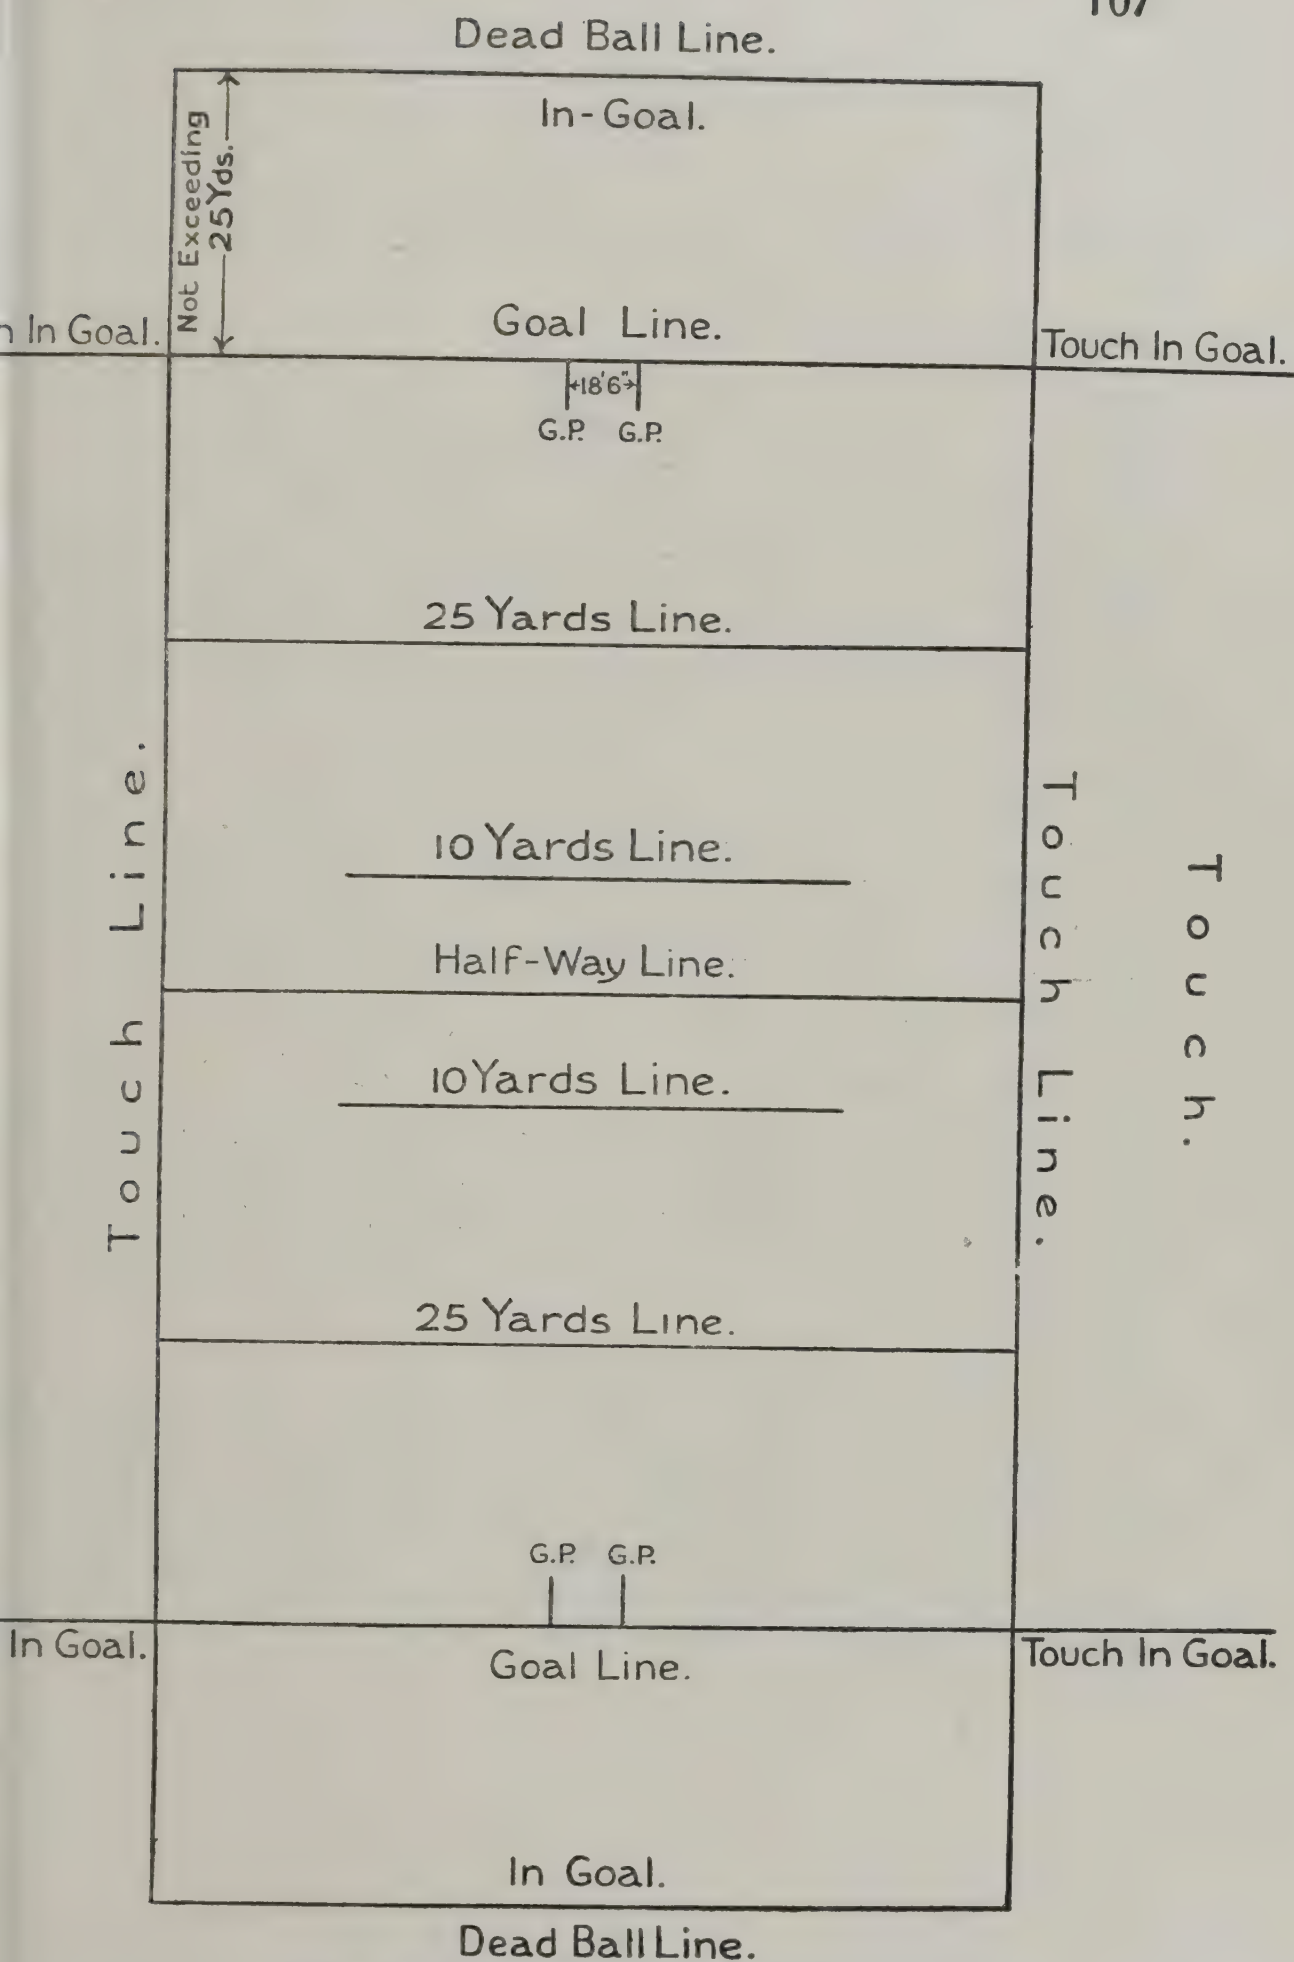 107
Dead Ball Line.
In-Goal.
Not Exceeding
25 Yds.
In Goal.
Goal Line.
Touch In Goal.
18'6"
G.P. G.P.
25 Yards Line.
Touch Line.
10 Yards Line.
Touch Line.
Touch.
Half-Way Line.
10 Yards Line.
25 Yards Line.
G.P. G.P.
In Goal.
Goal Line.
Touch In Goal.
In Goal.
Dead Ball Line.